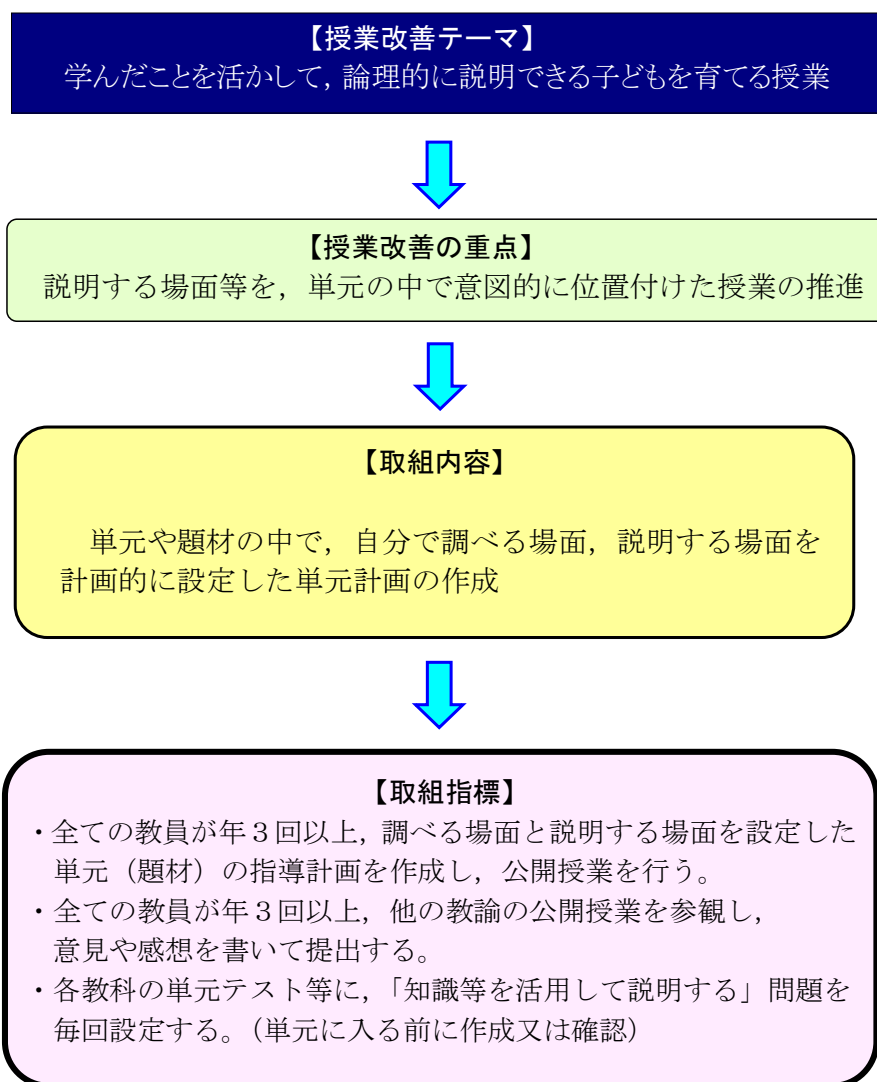 【授業改善テーマ】
学んだことを活かして，論理的に説明できる子どもを育てる授業
【授業改善の重点】
説明する場面等を，単元の中で意図的に位置付けた授業の推進
【取組内容】
単元や題材の中で，自分で調べる場面，説明する場面を
計画的に設定した単元計画の作成
【取組指標】
・全ての教員が年３回以上，調べる場面と説明する場面を設定した
単元（題材）の指導計画を作成し，公開授業を行う。
・全ての教員が年３回以上，他の教諭の公開授業を参観し，
意見や感想を書いて提出する。
・各教科の単元テスト等に，「知識等を活用して説明する」問題を
毎回設定する。（単元に入る前に作成又は確認）